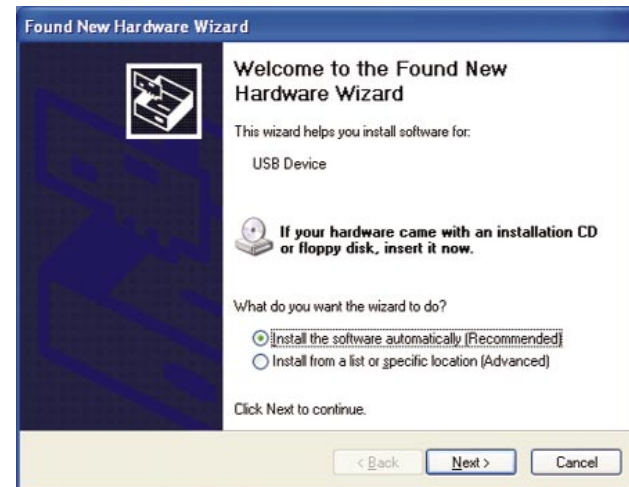 Found New Hardware Wizard
Welcome to the Found New
Hardware Wizard
This wizard helps you install software for:
USB Device
If your hardware came with an installation CD
or floppy disk, insert it now.
What do you want the wizard to do?
Install the software automatically (Recommended)
Install from a list or specific location (Advanced)
Click Next to continue.
< Back Next > Cancel